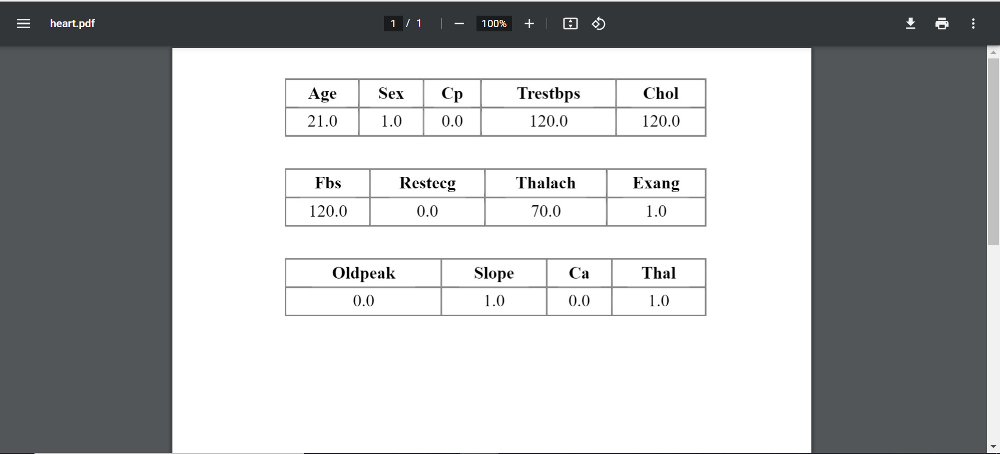 heart.pdf 1 / 1 100%
Age Sex Cp Trestbps Chol
21.0 1.0 0.0 120.0 120.0
Fbs Restecg Thalach Exang
120.0 0.0 70.0 1.0
Oldpeak Slope Ca Thal
0.0 1.0 0.0 1.0